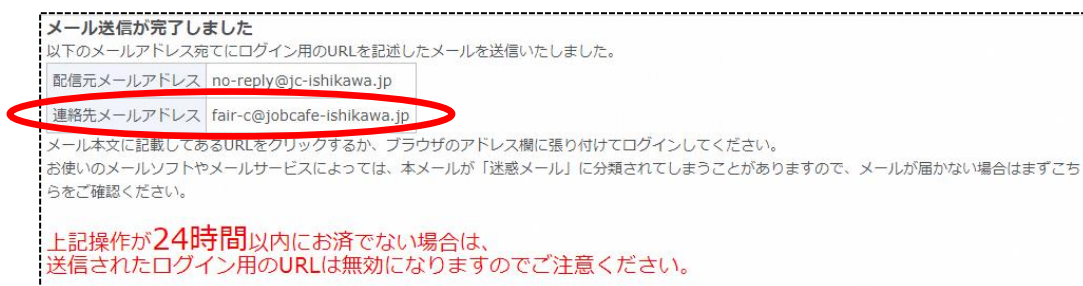 メール送信が完了しました
以下のメールアドレス宛てにログイン用のURLを記述したメールを送信いたしました。
配信元メールアドレス no-reply@jc-ishikawa.jp
連絡先メールアドレス fair-c@jobcafe-ishikawa.jp
メール本文に記載してあるURLをクリックするか、ブラウザのアドレス欄に張り付けてログインしてください。
お使いのメールソフトやメールサービスによっては、本メールが「迷惑メール」に分類されてしまうことがありますので、メールが届かない場合はまずこち
らをご確認ください。
上記操作が24時間以内にお済でない場合は、
送信されたログイン用のURLは無効になりますのでご注意ください。